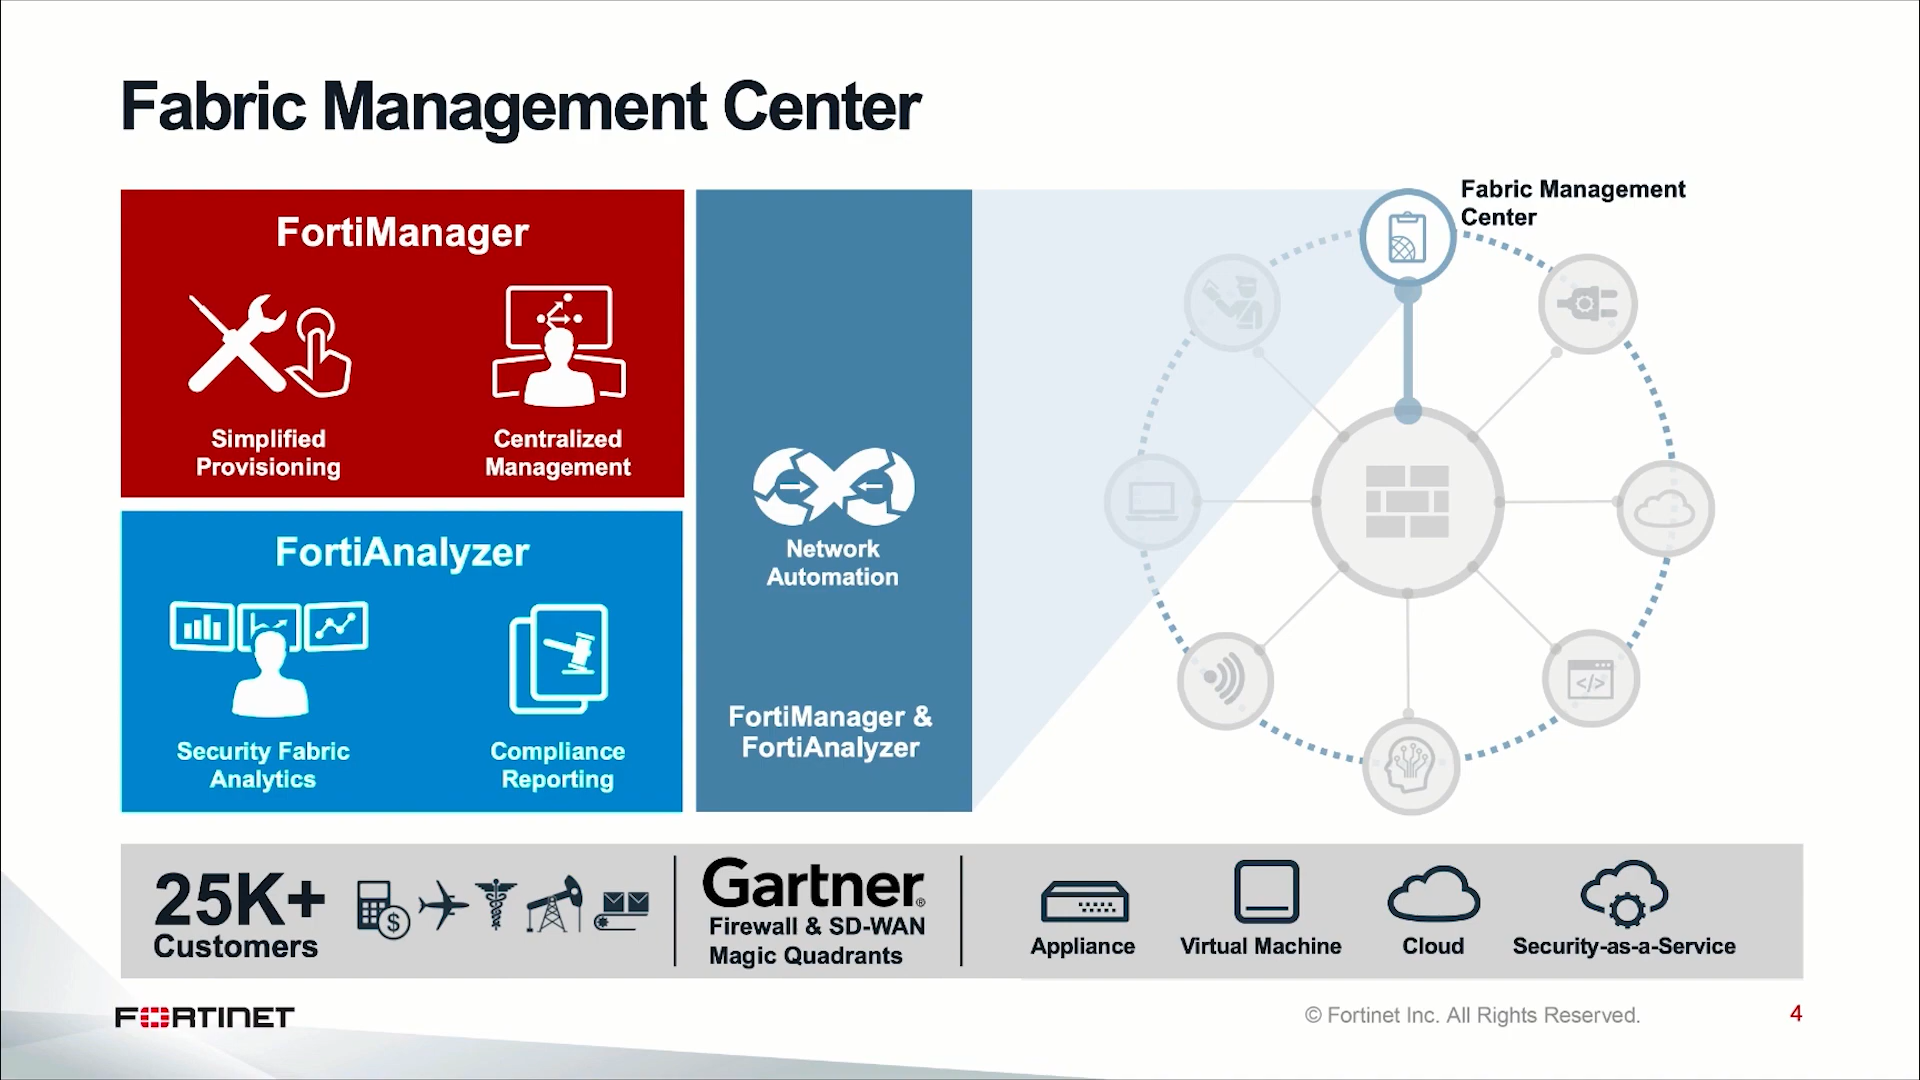 Fabric Management Center
FortiManager
Simplified
Provisioning
Centralized
Management
FortiAnalyzer
Security Fabric
Analytics
Compliance
Reporting
Network
Automation
FortiManager &
FortiAnalyzer
Fabric Management
Center
</>
25K+
Customers
$
Gartner®
Firewall & SD-WAN
Magic Quadrants
Appliance
Virtual Machine
Cloud
Security-as-a-Service
FORTINET
© Fortinet Inc. All Rights Reserved.
4